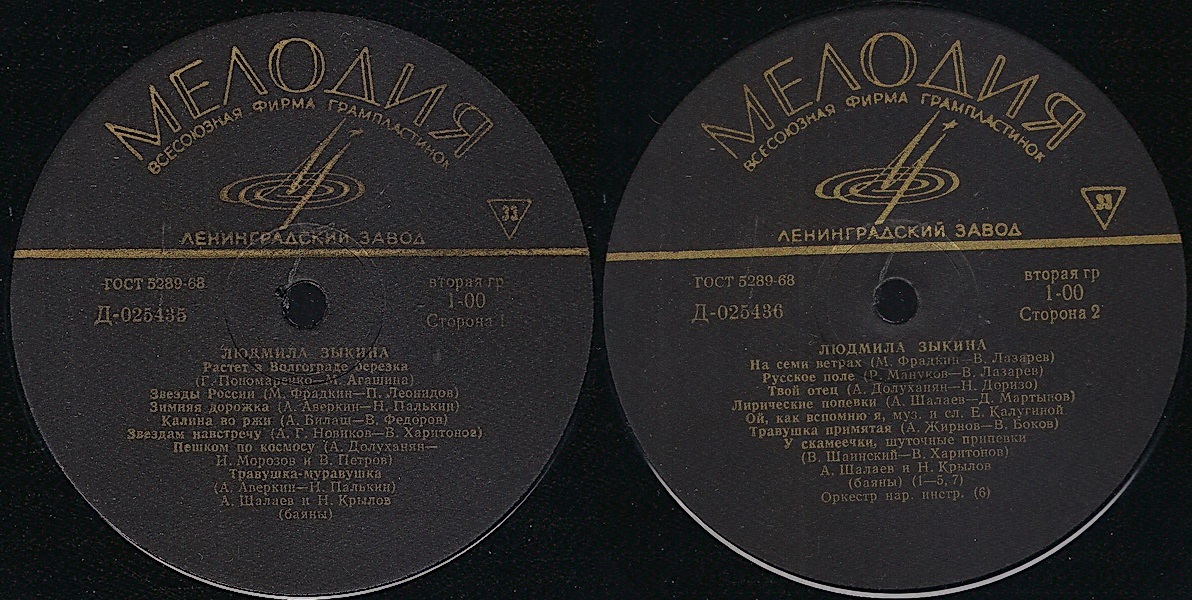 МЕЛОДИЯ
ВСЕСОЮЗНАЯ ФИРМА ГРАМПЛАСТИНОК
33
ЛЕНИНГРАДСКИЙ ЗАВОД
ГОСТ 5289-68
вторая гр
1-00
Д-025435
Сторона 1
ЛЮДМИЛА ЗЫКИНА
Растет в Волгограде березка
(Г. Пономаренко—М. Агашина)
Звезды России (М. Фрадкин—П. Леонидов)
Зимняя дорожка (А. Аверкин—Н. Палькин)
Калина во ржи (А. Билаш—В. Федоров)
Звездам навстречу (А. Г. Новиков—В. Харитонов)
Пешком по космосу (А. Долуханян—
И. Морозов и В. Петров)
Травушка-муравушка
(А. Аверкин—Н. Палькин)
А. Шалаев и Н. Крылов
(баяны)
МЕЛОДИЯ
ВСЕСОЮЗНАЯ ФИРМА ГРАМПЛАСТИНОК
33
ЛЕНИНГРАДСКИЙ ЗАВОД
ГОСТ 5289-68
вторая гр
1-00
Д-025436
Сторона 2
ЛЮДМИЛА ЗЫКИНА
На семи ветрах (М. Фрадкин—В. Лазарев)
Русское поле (Р. Мануков—В. Лазарев)
Твой отец (А. Долуханян—Н. Доризо)
Лирические попевки (А. Шалаев—Д. Мартынов)
Ой, как вспомню я, муз. и сл. Е. Калугиной
Травушка примятая (А. Жирнов—В. Боков)
У скамеечки, шуточные припевки
(В. Шаинский—В. Харитонов)
А. Шалаев и Н. Крылов
(баяны) (1—5, 7)
Оркестр нар. инстр. (6)